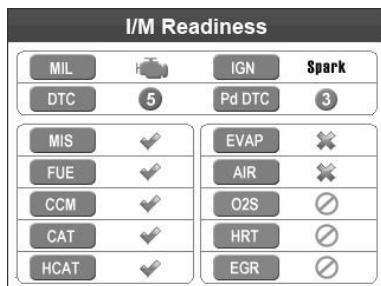 I/M Readiness
MIL IGN Spark
DTC 5 Pd DTC 3
MIS EVAP
FUE AIR
CCM O2S
CAT HRT
HCAT EGR